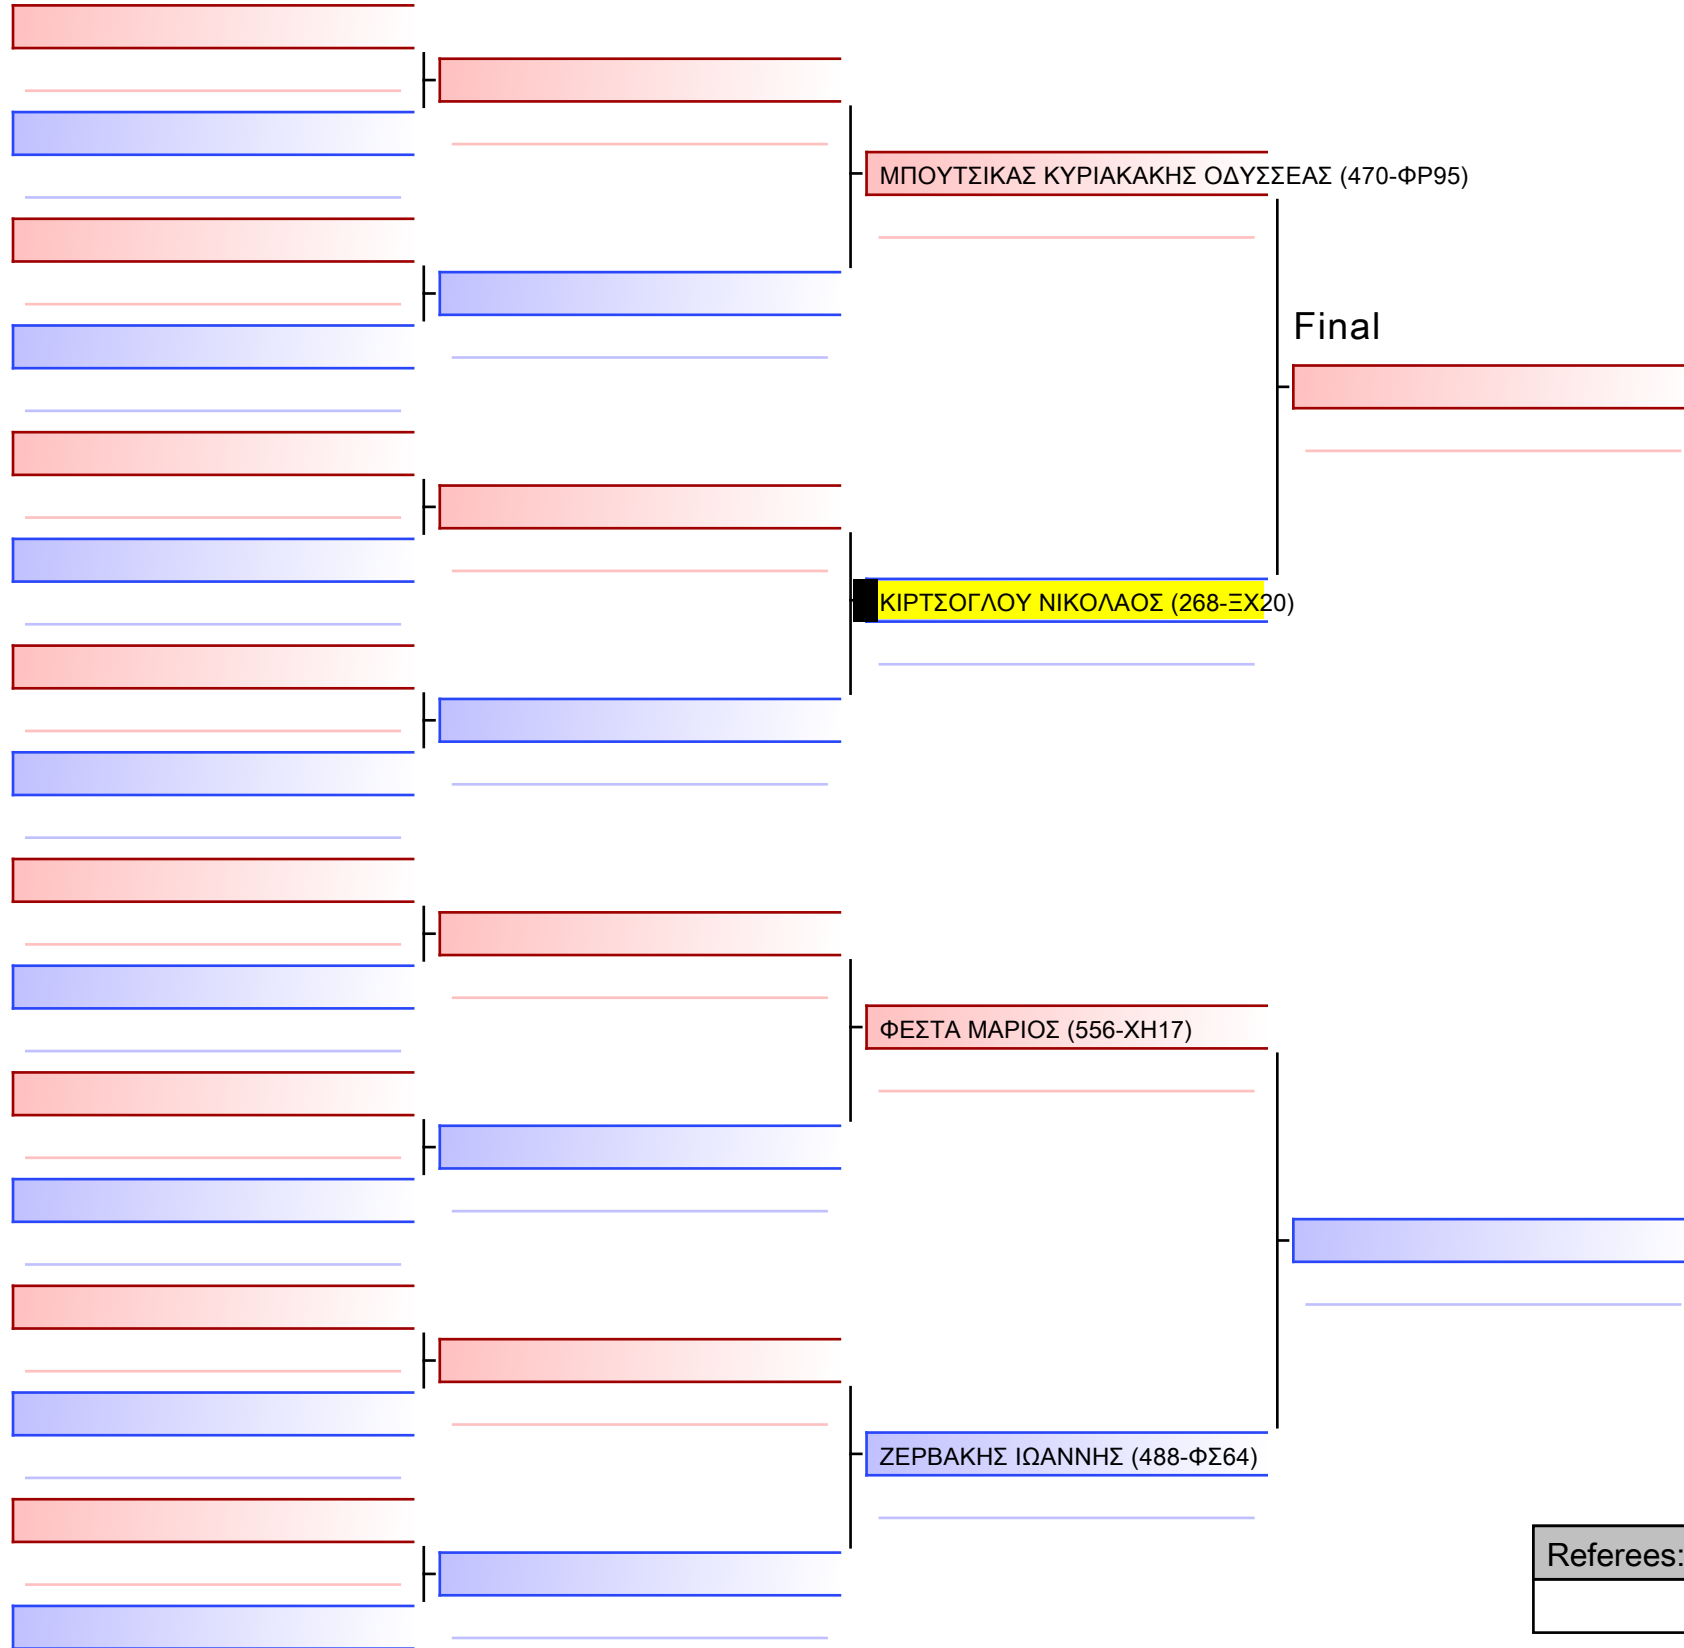 ΜΠΟΥΤΣΙΚΑΣ ΚΥΡΙΑΚΑΚΗΣ ΟΔΥΣΣΕΑΣ (470-ΦΡ95)
Final
ΚΙΡΤΣΟΓΛΟΥ ΝΙΚΟΛΑΟΣ (268-ΞΧ20)
ΦΕΣΤΑ ΜΑΡΙΟΣ (556-ΧΗ17)
ΖΕΡΒΑΚΗΣ ΙΩΑΝΝΗΣ (488-ΦΣ64)
Referees: